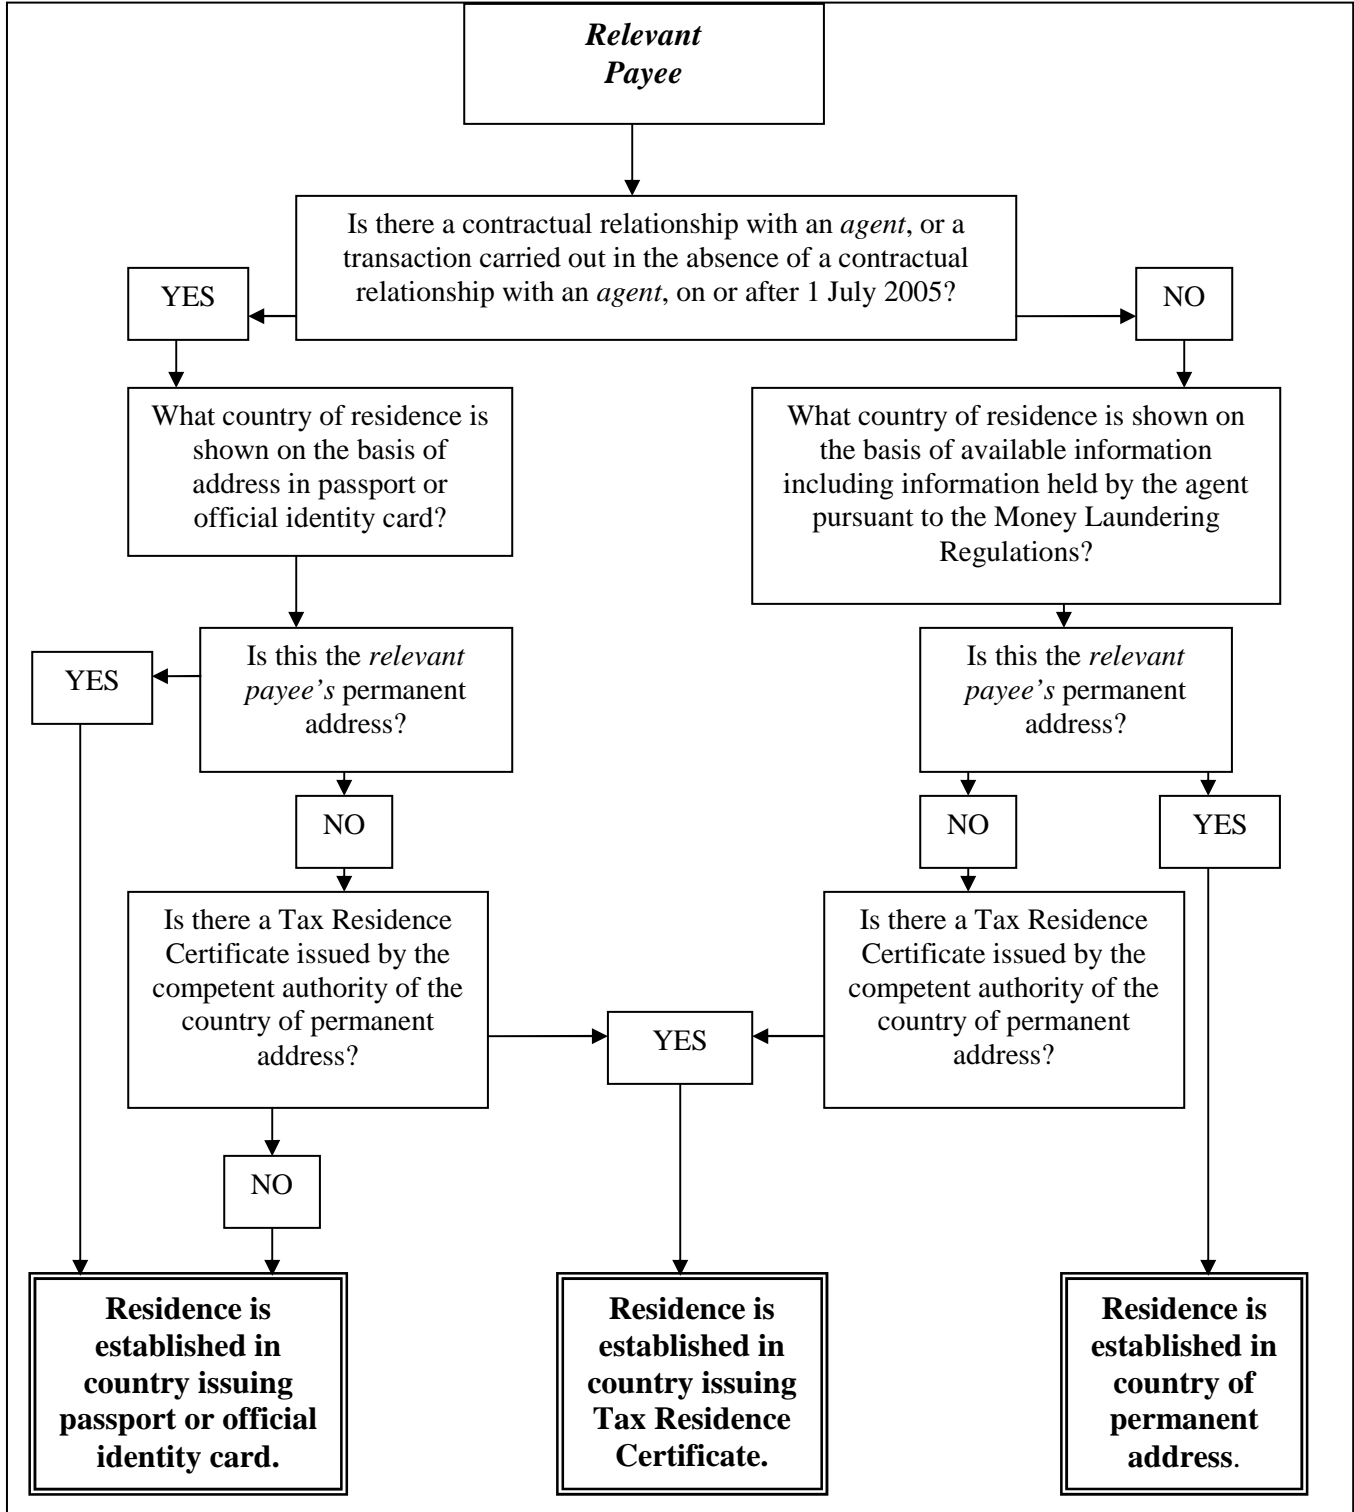 Relevant
Payee
Is there a contractual relationship with an agent, or a
transaction carried out in the absence of a contractual
relationship with an agent, on or after 1 July 2005?
YES
NO
What country of residence is
shown on the basis of
address in passport or
official identity card?
What country of residence is shown on
the basis of available information
including information held by the agent
pursuant to the Money Laundering
Regulations?
YES
Is this the relevant
payee's permanent
address?
Is this the relevant
payee's permanent
address?
NO
NO
YES
Is there a Tax Residence
Certificate issued by the
competent authority of the
country of permanent
address?
YES
Is there a Tax Residence
Certificate issued by the
competent authority of the
country of permanent
address?
NO
Residence is
established in
country issuing
passport or official
identity card.
Residence is
established in
country issuing
Tax Residence
Certificate.
Residence is
established in
country of
permanent
address.